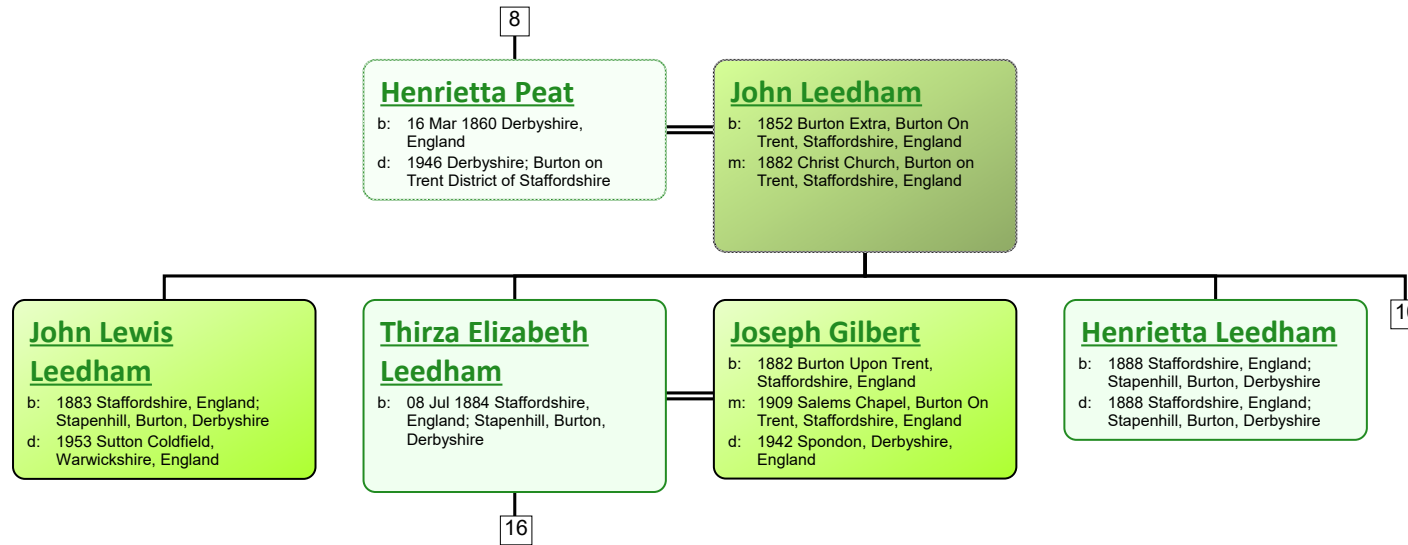 8
Henrietta Peat
b: 16 Mar 1860 Derbyshire,
England
d: 1946 Derbyshire; Burton on
Trent District of Staffordshire
John Leedham
b: 1852 Burton Extra, Burton On
Trent, Staffordshire, England
m: 1882 Christ Church, Burton on
Trent, Staffordshire, England
John Lewis
Leedham
b: 1883 Staffordshire, England;
Stapenhill, Burton, Derbyshire
d: 1953 Sutton Coldfield,
Warwickshire, England
Thirza Elizabeth
Leedham
b: 08 Jul 1884 Staffordshire,
England; Stapenhill, Burton,
Derbyshire
Joseph Gilbert
b: 1882 Burton Upon Trent,
Staffordshire, England
m: 1909 Salems Chapel, Burton On
Trent, Staffordshire, England
d: 1942 Spondon, Derbyshire,
England
Henrietta Leedham
b: 1888 Staffordshire, England;
Stapenhill, Burton, Derbyshire
d: 1888 Staffordshire, England;
Stapenhill, Burton, Derbyshire
16